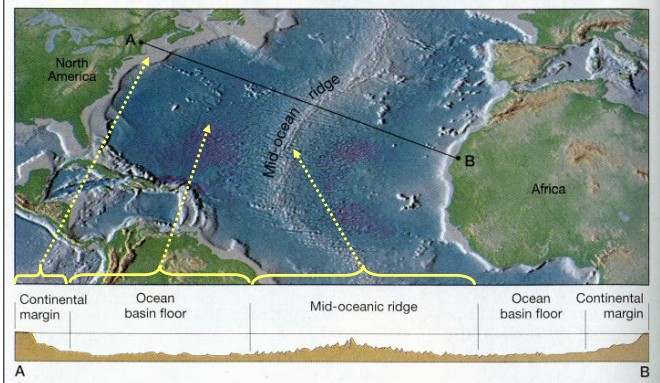 A
North
America
Mid-ocean ridge
B
Africa
Continental
margin
Ocean
basin floor
Mid-oceanic ridge
Ocean
basin floor
Continental
margin
A
B